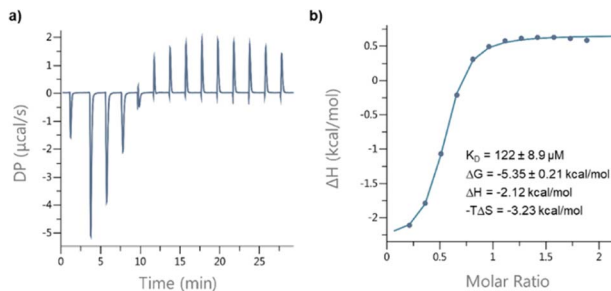 a)
2
1
0
-1
-2
-3
-4
-5
DP (µcal/s)
0
5
10
15
20
25
Time (min)
b)
0.5
0
-0.5
-1
-1.5
-2
ΔH (kcal/mol)
K_D = 122 ± 8.9 µM
ΔG = -5.35 ± 0.21 kcal/mol
ΔH = -2.12 kcal/mol
-TΔS = -3.23 kcal/mol
0
0.5
1
1.5
2
Molar Ratio